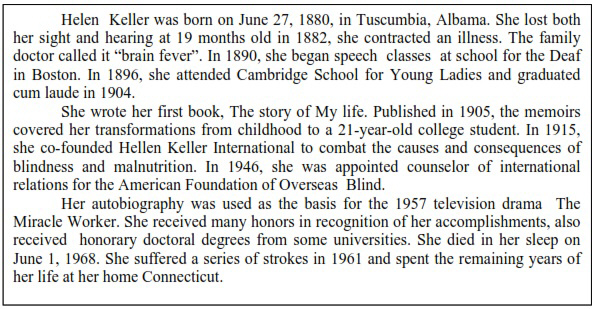 Helen Keller was born on June 27, 1880, in Tuscumbia, Albama. She lost both
her sight and hearing at 19 months old in 1882, she contracted an illness. The family
doctor called it “brain fever”. In 1890, she began speech classes at school for the Deaf
in Boston. In 1896, she attended Cambridge School for Young Ladies and graduated
cum laude in 1904.
She wrote her first book, The story of My life. Published in 1905, the memoirs
covered her transformations from childhood to a 21-year-old college student. In 1915,
she co-founded Hellen Keller International to combat the causes and consequences of
blindness and malnutrition. In 1946, she was appointed counselor of international
relations for the American Foundation of Overseas Blind.
Her autobiography was used as the basis for the 1957 television drama The
Miracle Worker. She received many honors in recognition of her accomplishments, also
received honorary doctoral degrees from some universities. She died in her sleep on
June 1, 1968. She suffered a series of strokes in 1961 and spent the remaining years of
her life at her home Connecticut.